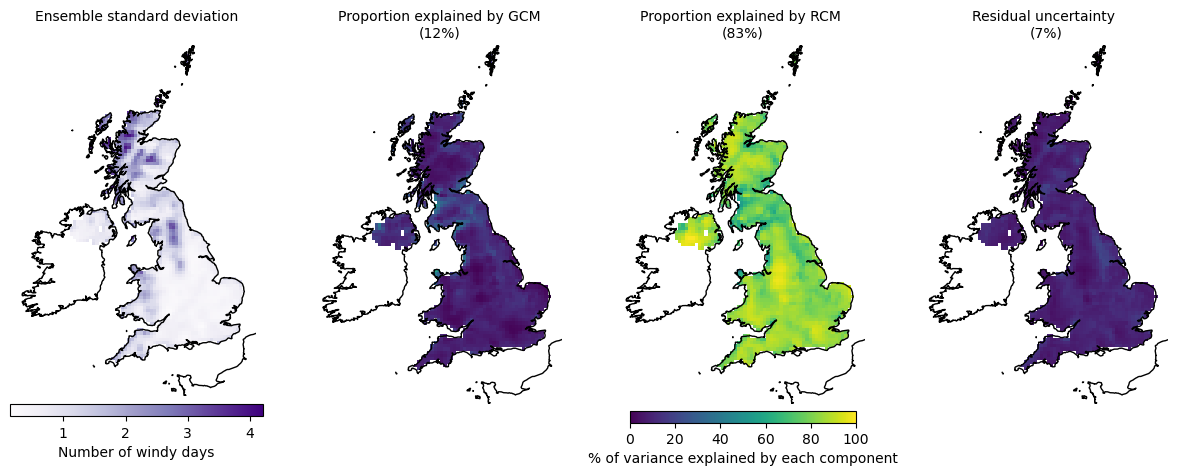 Ensemble standard deviation
Proportion explained by GCM
(12%)
Proportion explained by RCM
(83%)
Residual uncertainty
(7%)
1 2 3 4
Number of windy days
0 20 40 60 80 100
% of variance explained by each component